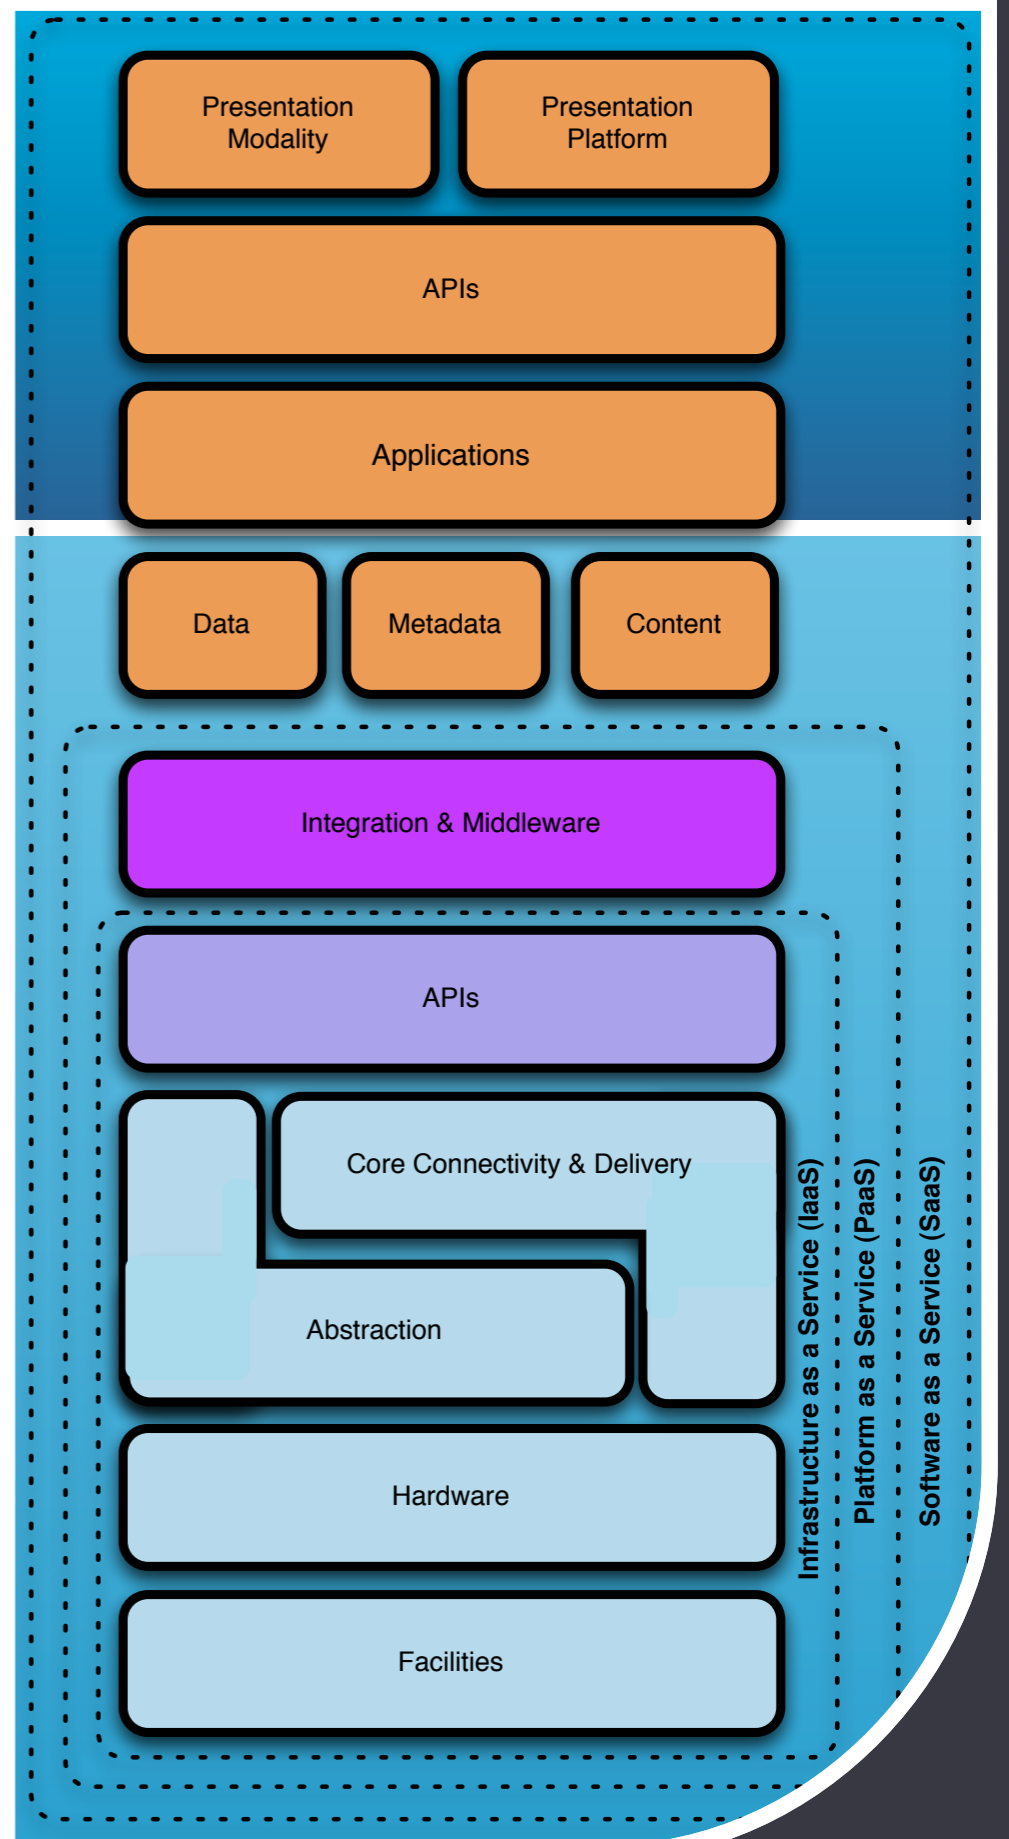 Presentation
Modality
Presentation
Platform
APIs
Applications
Data
Metadata
Content
Integration & Middleware
APIs
Core Connectivity & Delivery
Abstraction
Hardware
Facilities
Infrastructure as a Service (IaaS)
Platform as a Service (PaaS)
Software as a Service (SaaS)